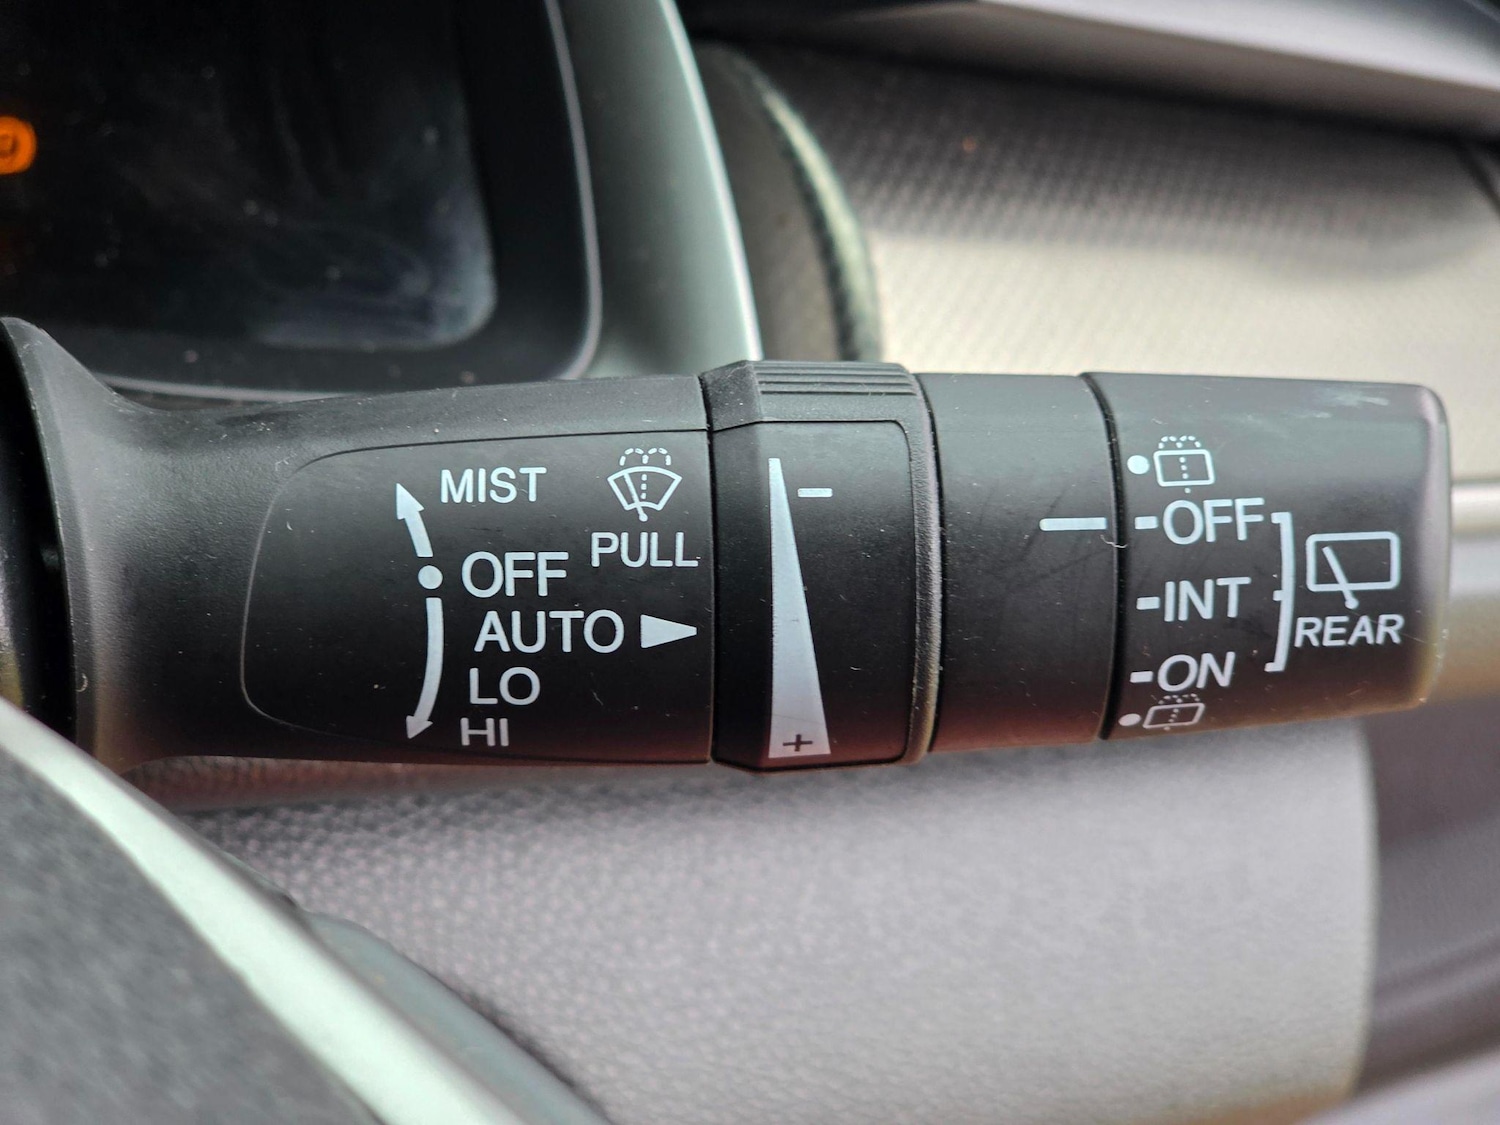 MIST
PULL
OFF
AUTO
LO
HI
−
+
OFF
INT
ON
REAR